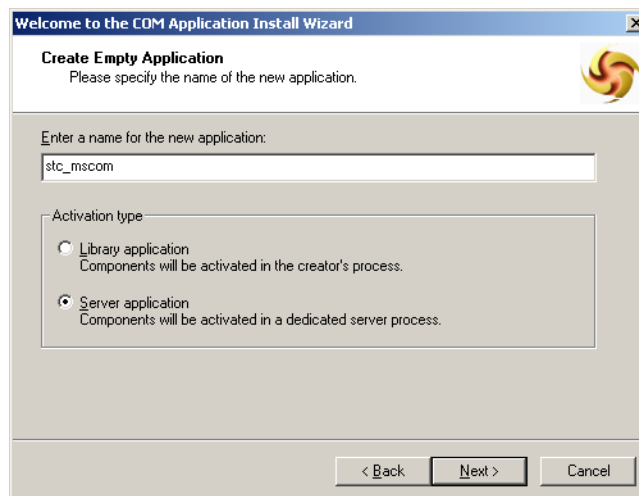 Welcome to the COM Application Install Wizard
Create Empty Application
Please specify the name of the new application.
Enter a name for the new application:
stc_mscom
Activation type
Library application
Components will be activated in the creator's process.
Server application
Components will be activated in a dedicated server process.
< Back Next > Cancel